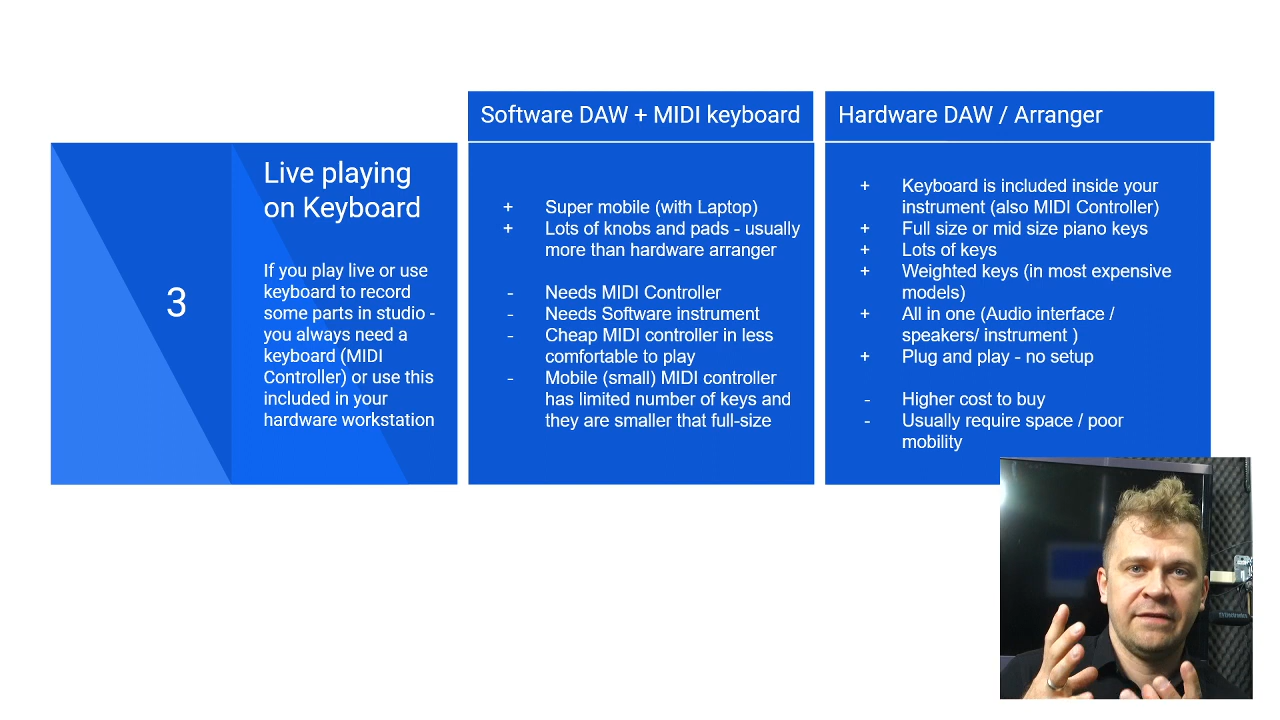 Software DAW + MIDI keyboard
Hardware DAW / Arranger
3
Live playing
on Keyboard
If you play live or use
keyboard to record
some parts in studio -
you always need a
keyboard (MIDI
Controller) or use this
included in your
hardware workstation
+ Super mobile (with Laptop)
+ Lots of knobs and pads - usually
more than hardware arranger
- Needs MIDI Controller
- Needs Software instrument
- Cheap MIDI controller in less
comfortable to play
- Mobile (small) MIDI controller
has limited number of keys and
they are smaller that full-size
+ Keyboard is included inside your
instrument (also MIDI Controller)
+ Full size or mid size piano keys
+ Lots of keys
+ Weighted keys (in most expensive
models)
+ All in one (Audio interface /
speakers/ instrument )
+ Plug and play - no setup
- Higher cost to buy
- Usually require space / poor
mobility